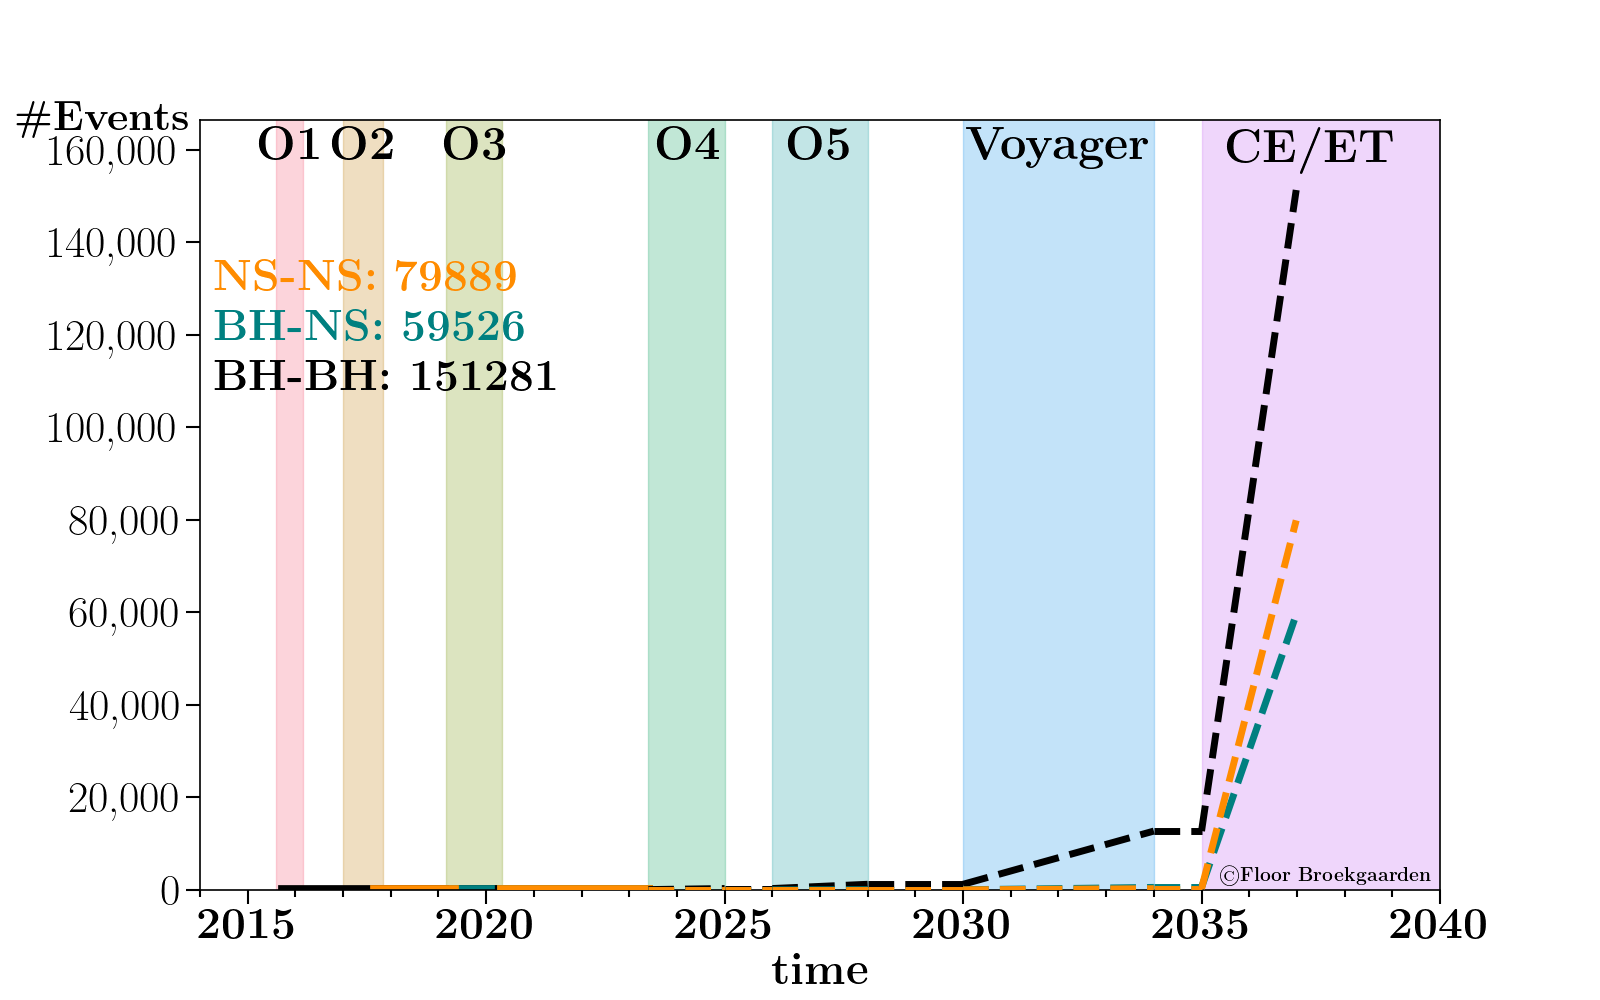 #Events
O1 O2 O3 O4 O5 Voyager CE/ET
160,000
140,000
NS-NS: 79889
BH-NS: 59526
120,000
BH-BH: 151281
100,000
80,000
60,000
40,000
20,000
©Floor Broekgaarden
0
2015 2020 2025 2030 2035 2040
time